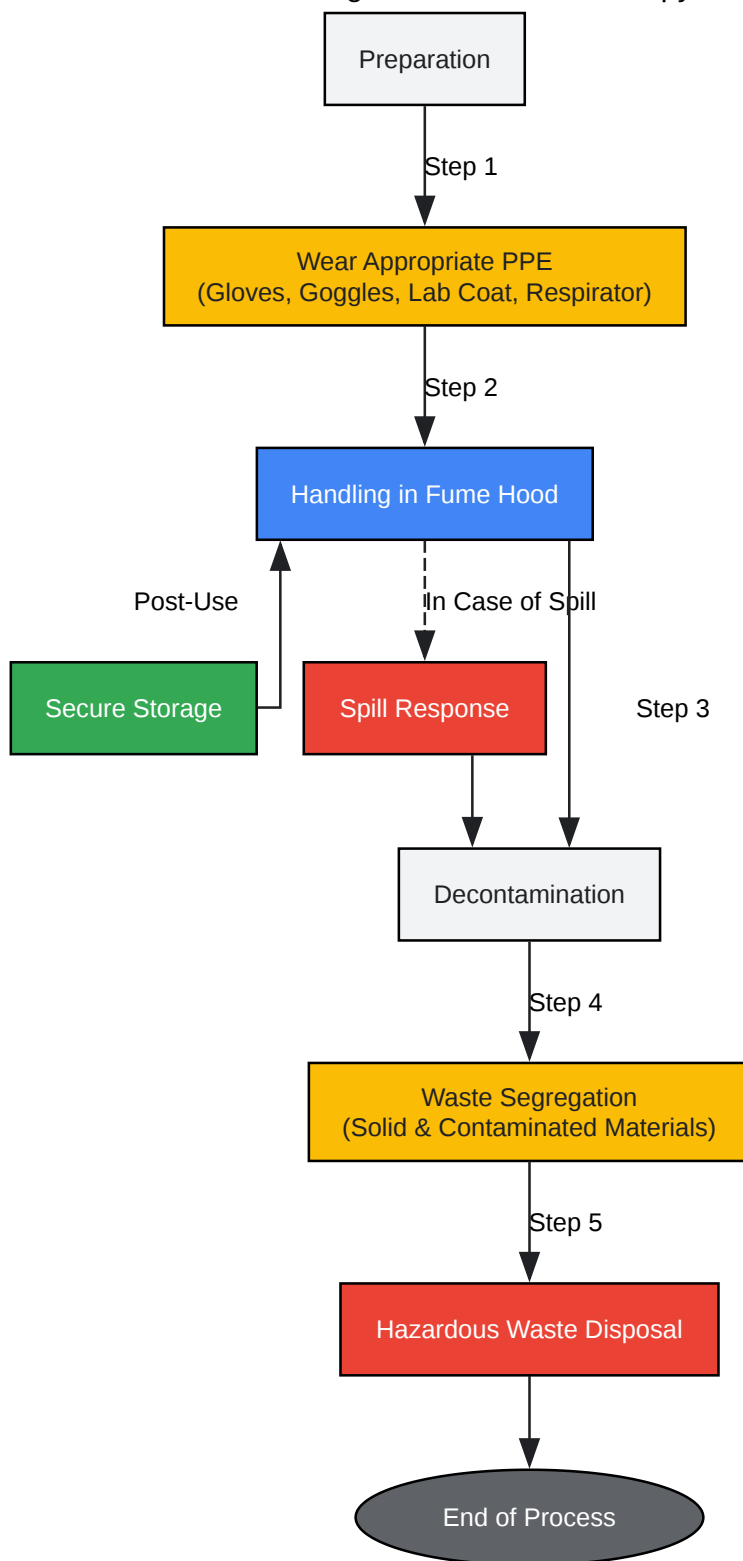 Preparation
Step 1
Wear Appropriate PPE
(Gloves, Goggles, Lab Coat, Respirator)
Step 2
Handling in Fume Hood
Post-Use
In Case of Spill
Secure Storage
Spill Response
Step 3
Decontamination
Step 4
Waste Segregation
(Solid & Contaminated Materials)
Step 5
Hazardous Waste Disposal
End of Process